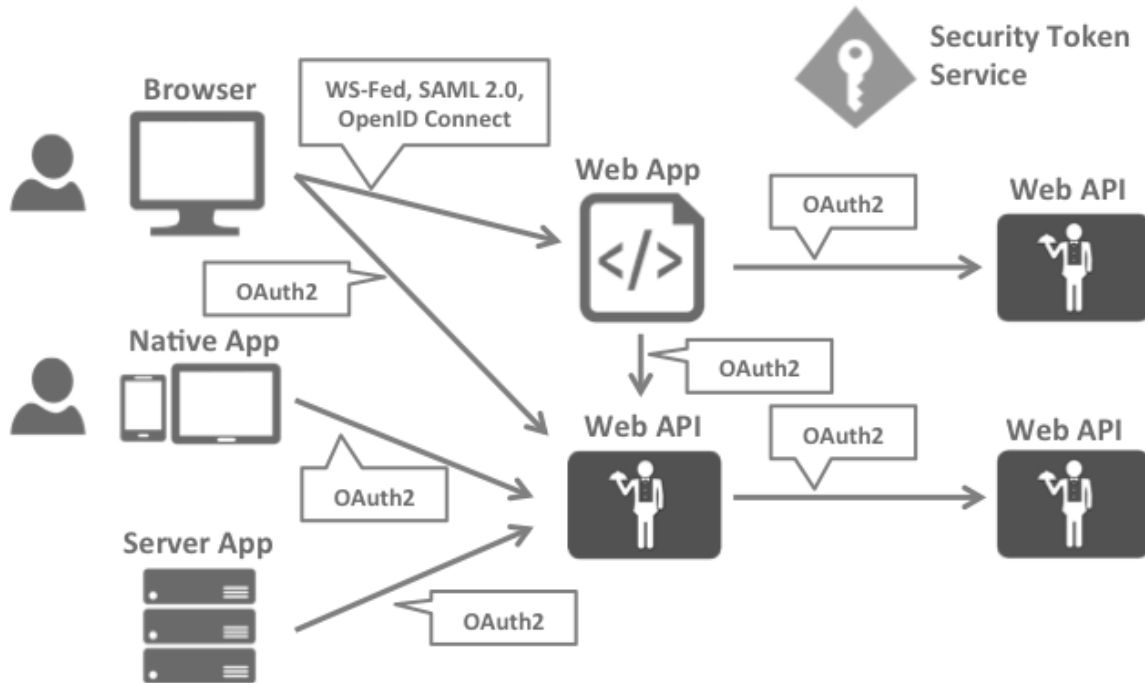 Security Token
Service
Browser
WS-Fed, SAML 2.0,
OpenID Connect
Web App
OAuth2
Web API
OAuth2
Native App
OAuth2
Web API
OAuth2
Web API
OAuth2
Server App
OAuth2